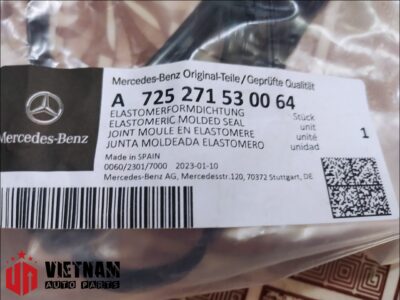 Mercedes-Benz Original-Teile/Geprüfte Qualität
A 725 271 53 00 64
ELASTOMERFORMDICHTUNG Stück
ELASTOMERIC MOLDED SEAL unit
JOINT MOULE EN ELASTOMERE unité
JUNTA MOLDEADA ELASTOMERO unidad
1
Mercedes-Benz
Made in SPAIN
0060/2301/7000 2023-01-10
Mercedes-Benz AG, Mercedesstr.120, 70372 Stuttgart, DE
VIETNAM
AUTO PARTS